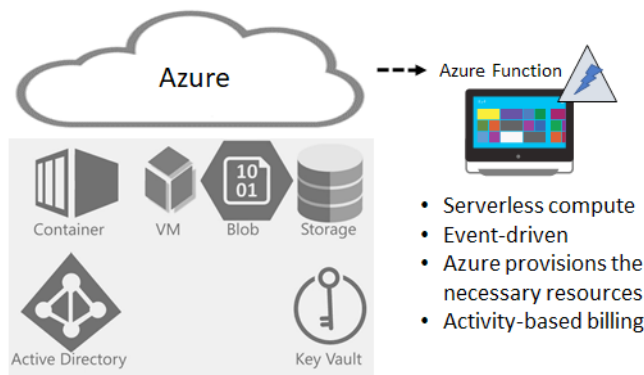 Azure
Azure Function
10
01
Container
VM
Blob
Storage
Active Directory
Key Vault
• Serverless compute
• Event-driven
• Azure provisions the
necessary resources
• Activity-based billing